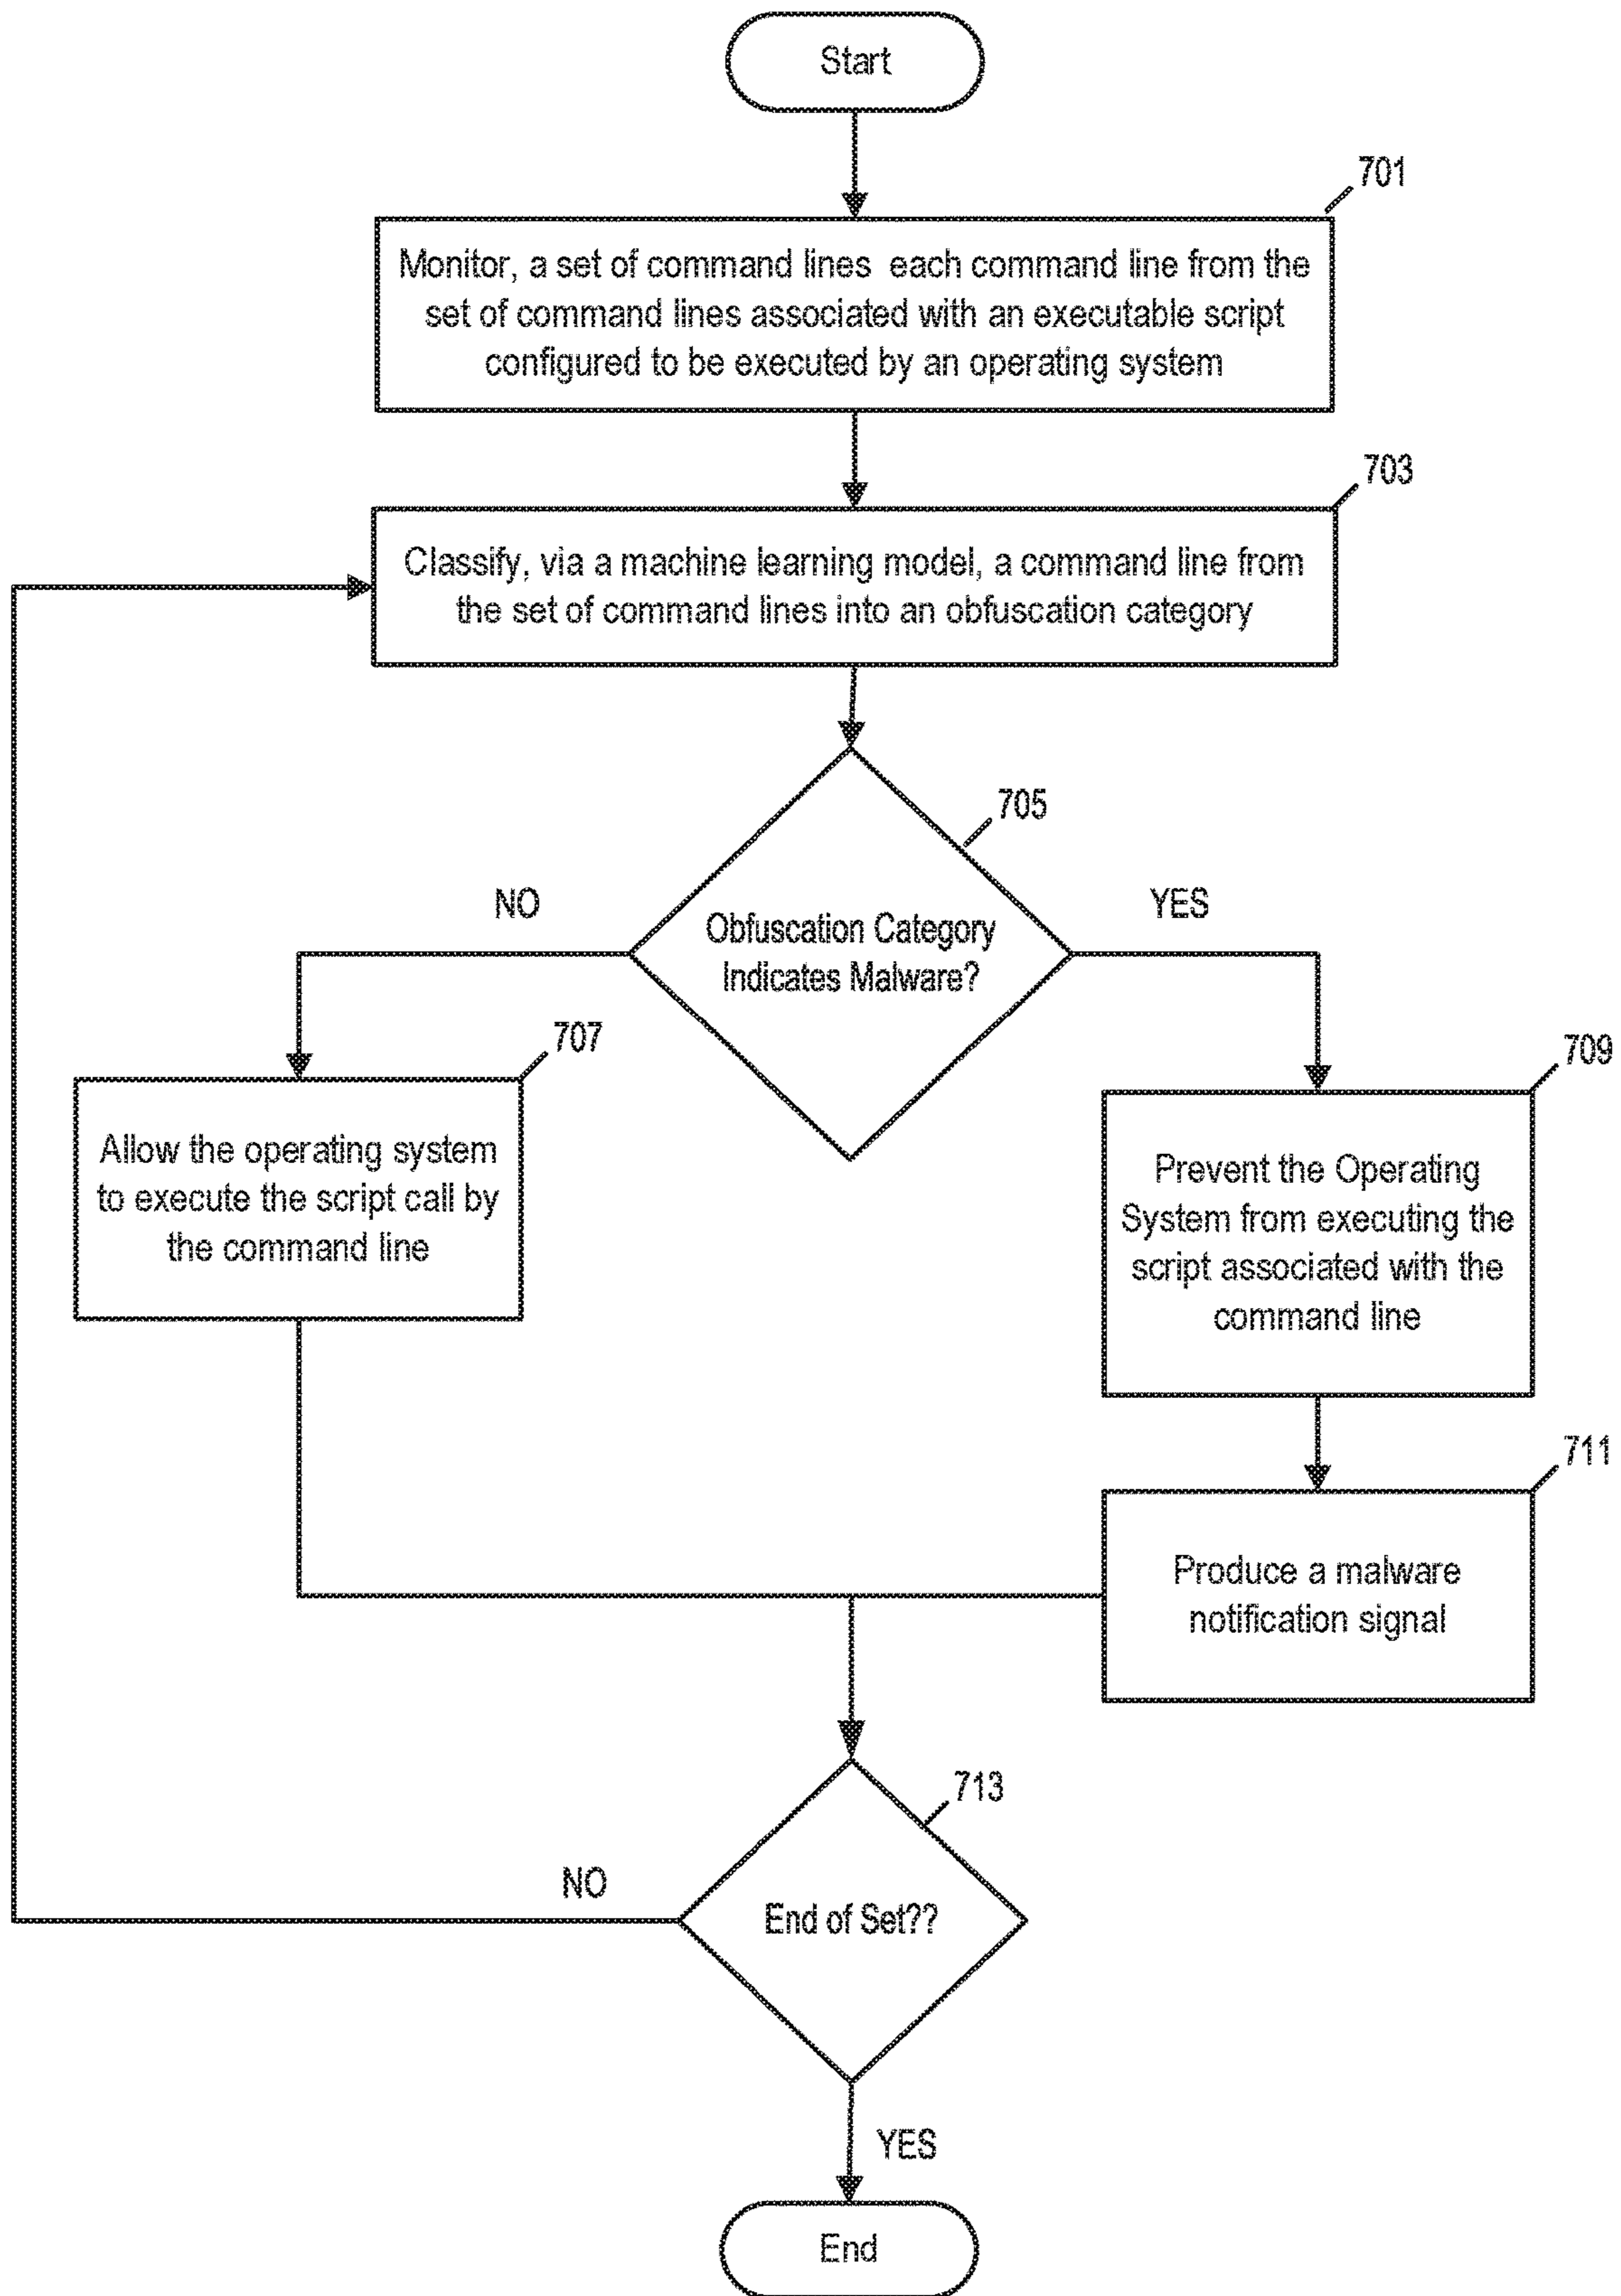 Start
701
Monitor, a set of command lines each command line from the
set of command lines associated with an executable script
configured to be executed by an operating system
703
Classify, via a machine learning model, a command line from
the set of command lines into an obfuscation category
705
NO
YES
Obfuscation Category
Indicates Malware?
707
709
Allow the operating system
to execute the script call by
the command line
Prevent the Operating
System from executing the
script associated with the
command line
711
Produce a malware
notification signal
713
NO
End of Set??
YES
End